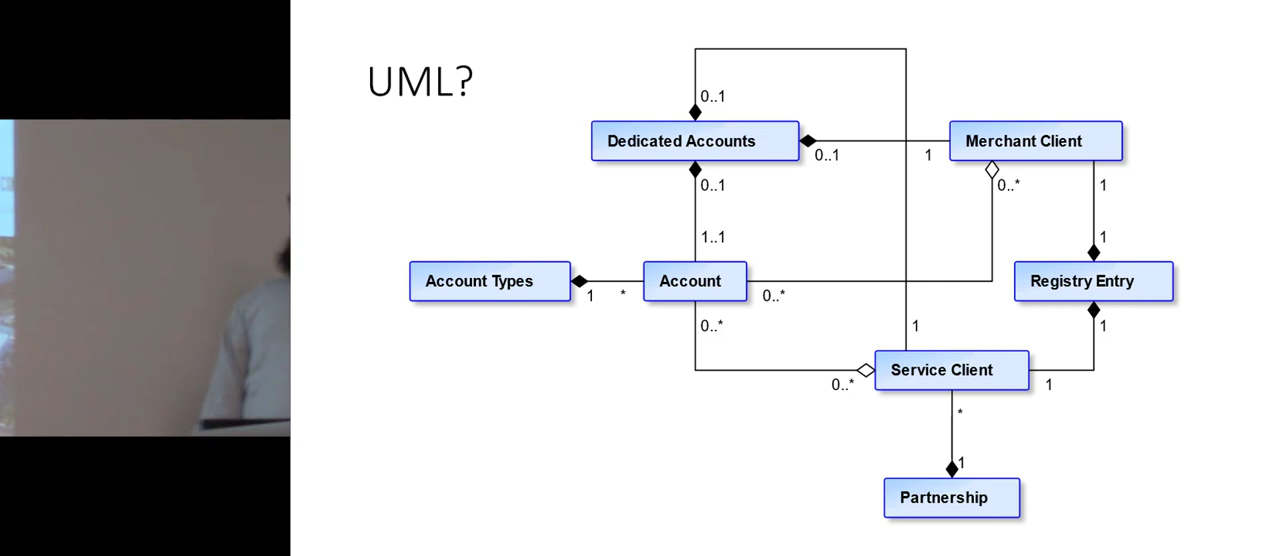 UML?
0..1
Dedicated Accounts
0..1
1
Merchant Client
0..1
0..*
1
1..1
1
Account Types
1
*
Account
0..*
Registry Entry
0..*
1
1
Service Client
0..*
1
*
1
Partnership